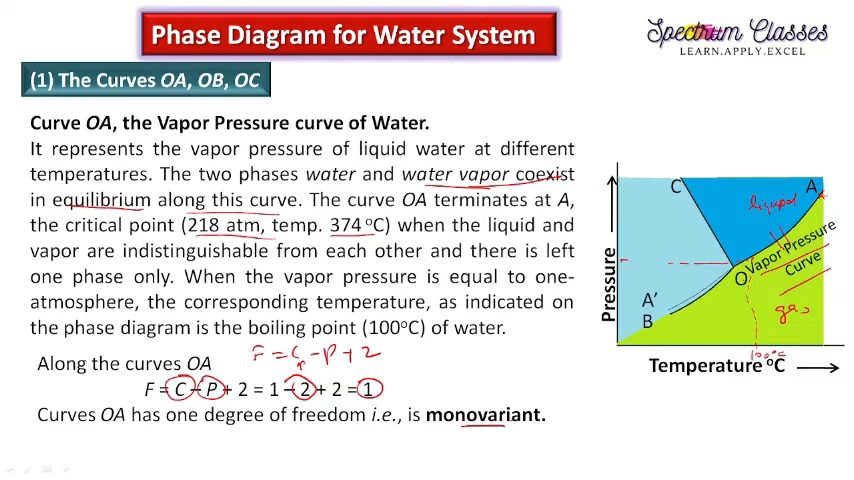 Phase Diagram for Water System
Spectrum Classes
LEARN.APPLY.EXCEL
(1) The Curves OA, OB, OC
Curve OA, the Vapor Pressure curve of Water.
It represents the vapor pressure of liquid water at different
temperatures. The two phases water and water vapor coexist
in equilibrium along this curve. The curve OA terminates at A,
the critical point (218 atm, temp. 374 °C) when the liquid and
vapor are indistinguishable from each other and there is left
one phase only. When the vapor pressure is equal to one-
atmosphere, the corresponding temperature, as indicated on
the phase diagram is the boiling point (100°C) of water.
Along the curves OA
F = C - P + 2
F = C – P + 2 = 1 – 2 + 2 = 1
Curves OA has one degree of freedom i.e., is monovariant.
C
A
liquid
Vapor Pressure
Curve
O
A’
B
gas
100°C
Pressure
Temperature °C